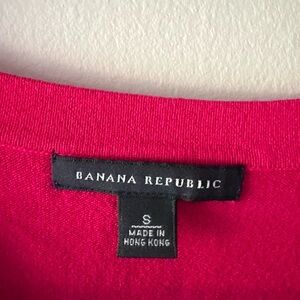 BANANA REPUBLIC
S
MADE IN
HONG KONG